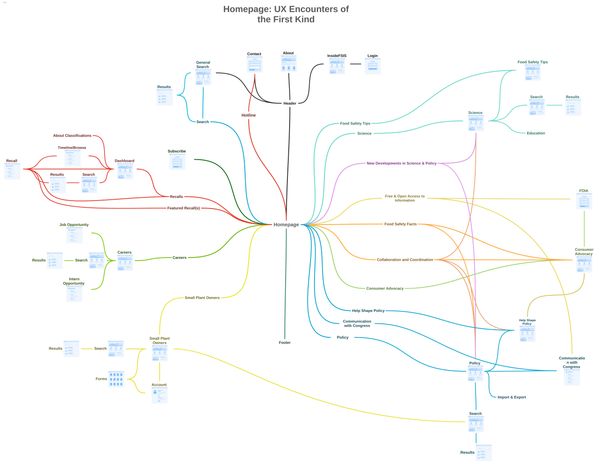 Homepage: UX Encounters of
the First Kind
General
Search
Contact
About
InsideFSIS
Login
Food Safety Tips
Results
Header
Search
Results
Hotline
Search
Science
Food Safety Tips
Science
Education
About Classifications
Timeline/Browse
Subscribe
Recall
Dashboard
Results
Search
New Developments in Science & Policy
FOIA
Recalls
Free & Open Access to
Information
Featured Recall(s)
Homepage
Food Safety Facts
Job Opportunity
Careers
Careers
Results
Search
Collaboration and Coordination
Consumer
Advocacy
Intern
Opportunity
Consumer Advocacy
Small Plant Owners
Help Shape Policy
Communication
with Congress
Help Shape
Policy
Policy
Small Plant
Owners
Footer
Results
Search
Policy
Communicatio
n with
Congress
Forms
Account
Import & Export
Search
Results